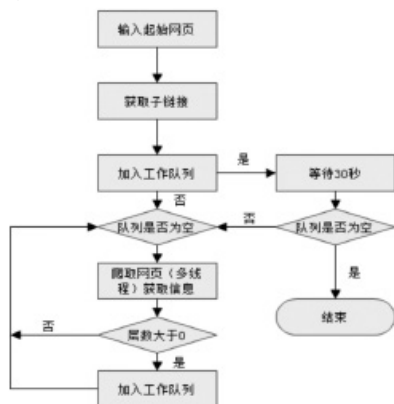 输入起始网页
获取子链接
加入工作队列
是
等待30秒
否
队列是否为空
否
队列是否为空
爬取网页（多线
程）获取信息
是
结束
否
层数大于0
是
加入工作队列